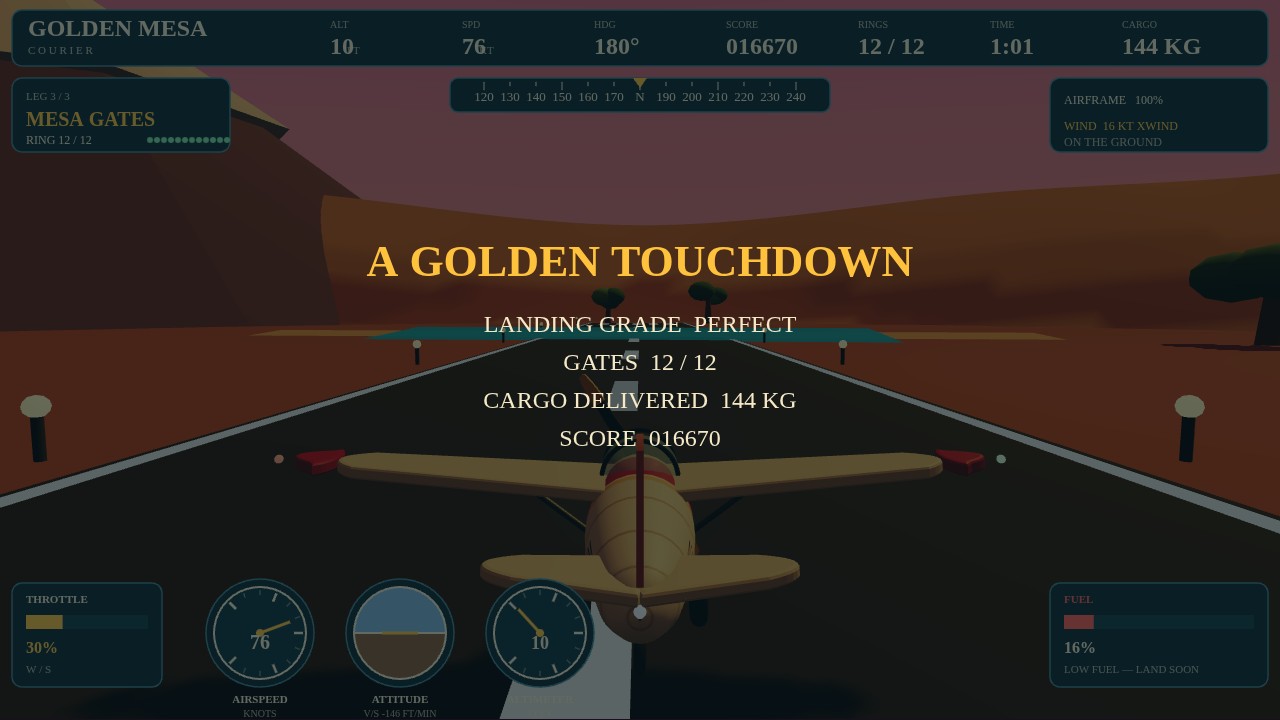 GOLDEN MESA
COURIER
ALT
10 FT
SPD
76 KT
HDG
180°
SCORE
016670
RINGS
12 / 12
TIME
1:01
CARGO
144 KG
LEG 3 / 3
MESA GATES
RING 12 / 12
120 130 140 150 160 170 N 190 200 210 220 230 240
AIRFRAME 100%
WIND 16 KT XWIND
ON THE GROUND
A GOLDEN TOUCHDOWN
LANDING GRADE PERFECT
GATES 12 / 12
CARGO DELIVERED 144 KG
SCORE 016670
THROTTLE
30%
W / S
76
AIRSPEED
KNOTS
ATTITUDE
V/S -146 FT/MIN
10
FUEL
16%
LOW FUEL — LAND SOON